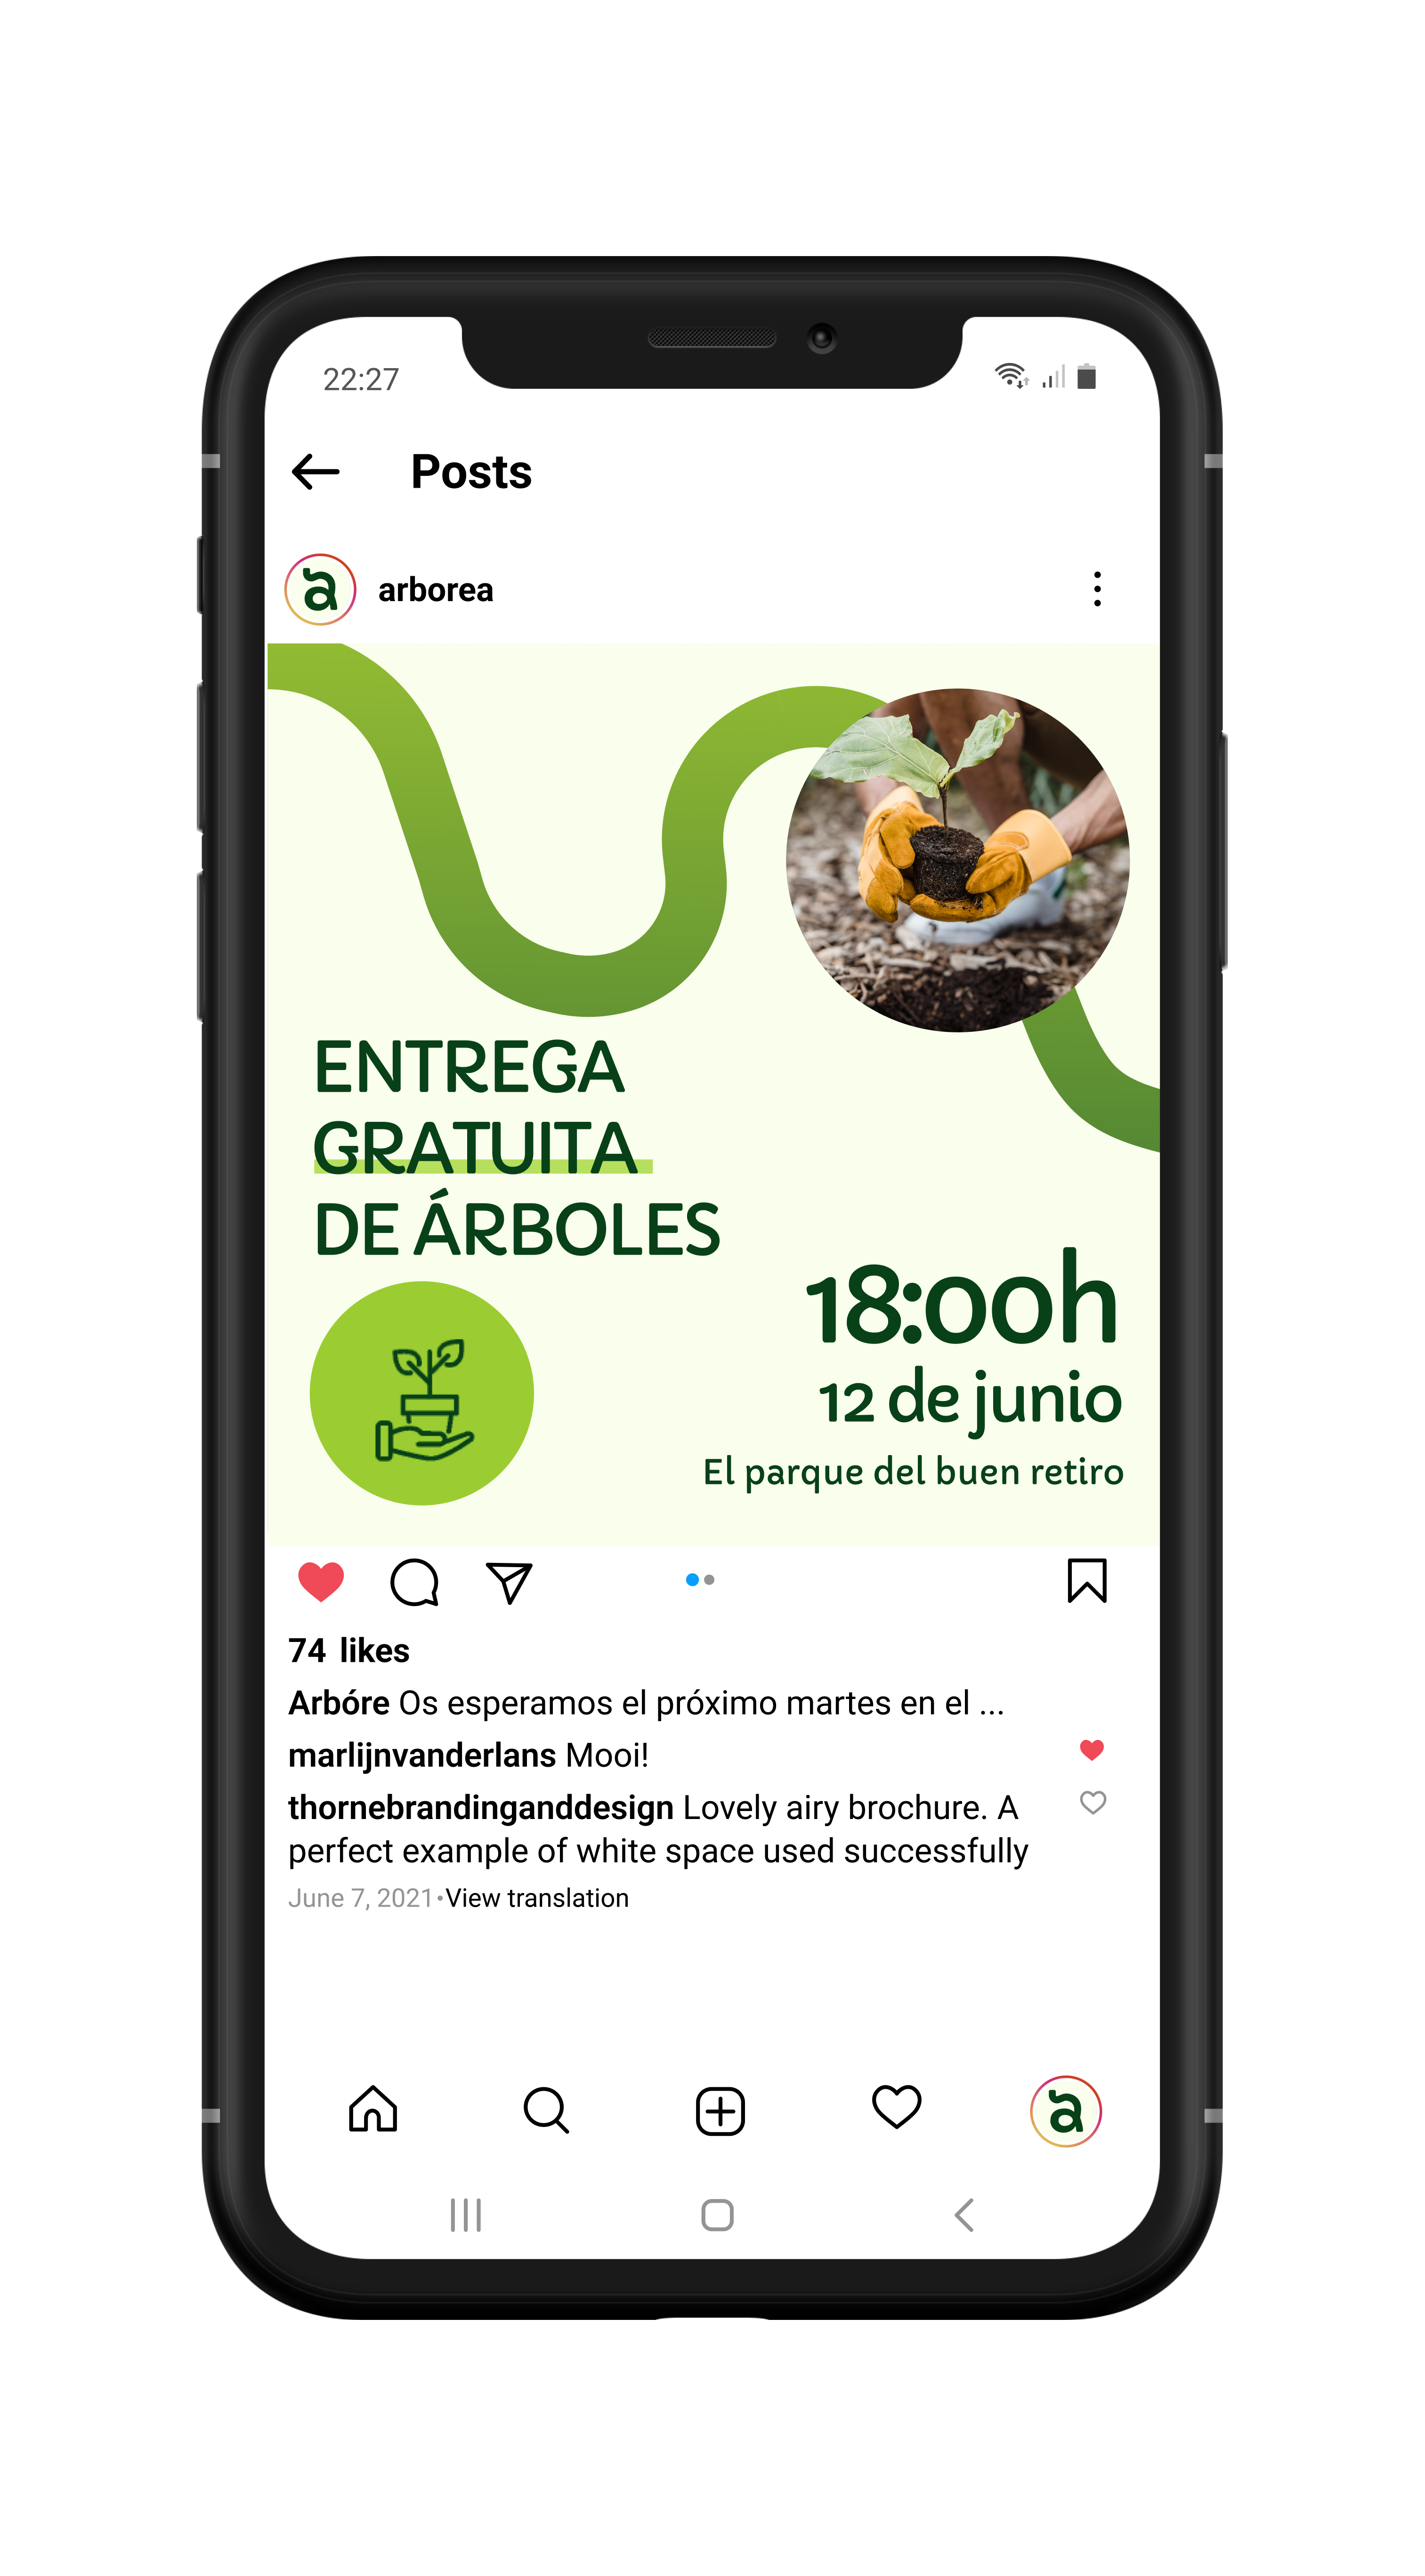 22:27
Posts
a
arborea
ENTREGA
GRATUITA
DE ÁRBOLES
18:00h
12 de junio
El parque del buen retiro
74 likes
Arbóre Os esperamos el próximo martes en el ...
marlijnvanderlans Mooi!
thornebrandinganddesign Lovely airy brochure. A
perfect example of white space used successfully
June 7, 2021•View translation
a